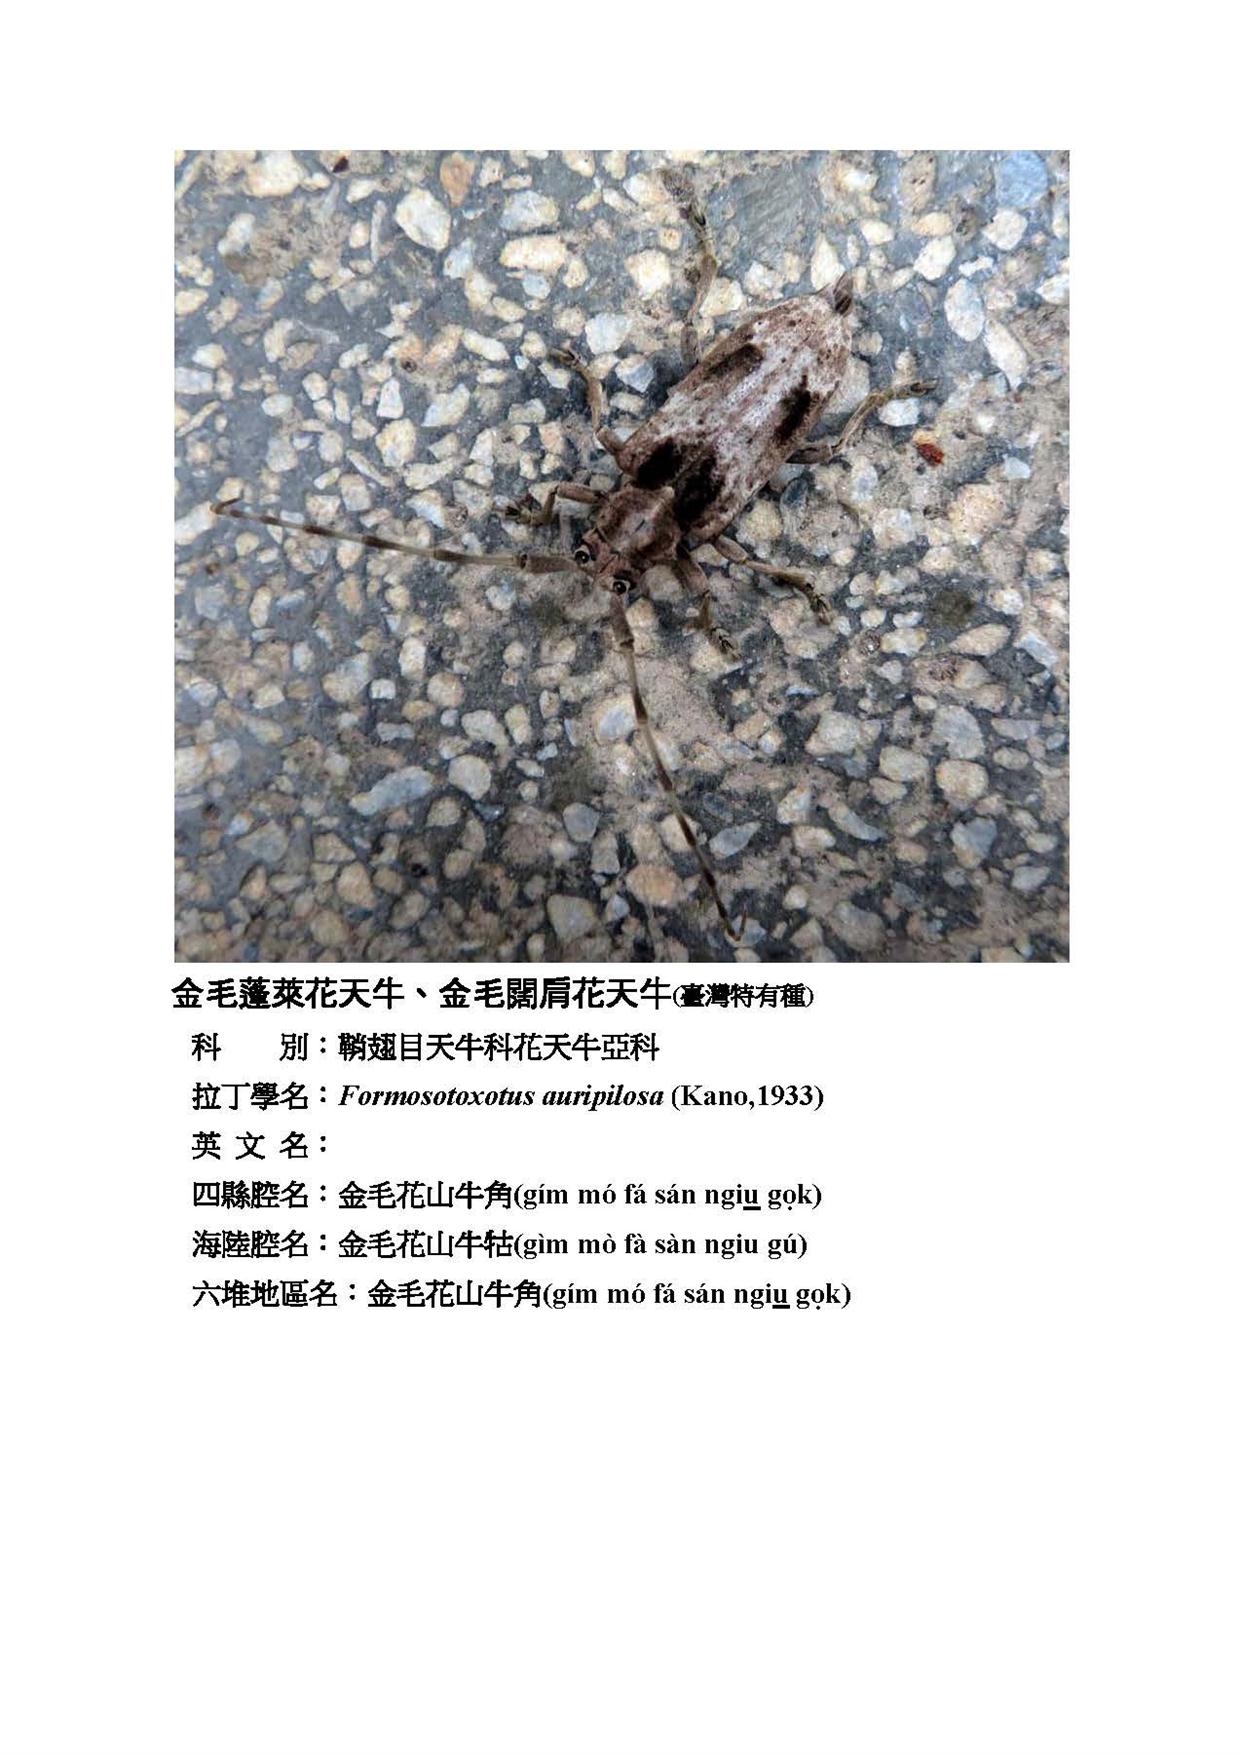 金毛蓬萊花天牛、金毛闊肩花天牛(臺灣特有種)
科　　別：鞘翅目天牛科花天牛亞科
拉丁學名：Formosotoxotus auripilosa (Kano,1933)
英 文 名：
四縣腔名：金毛花山牛角(gím mó fá sán ngiu gọk)
海陸腔名：金毛花山牛牯(gìm mò fà sàn ngiu gú)
六堆地區名：金毛花山牛角(gím mó fá sán ngiu gọk)